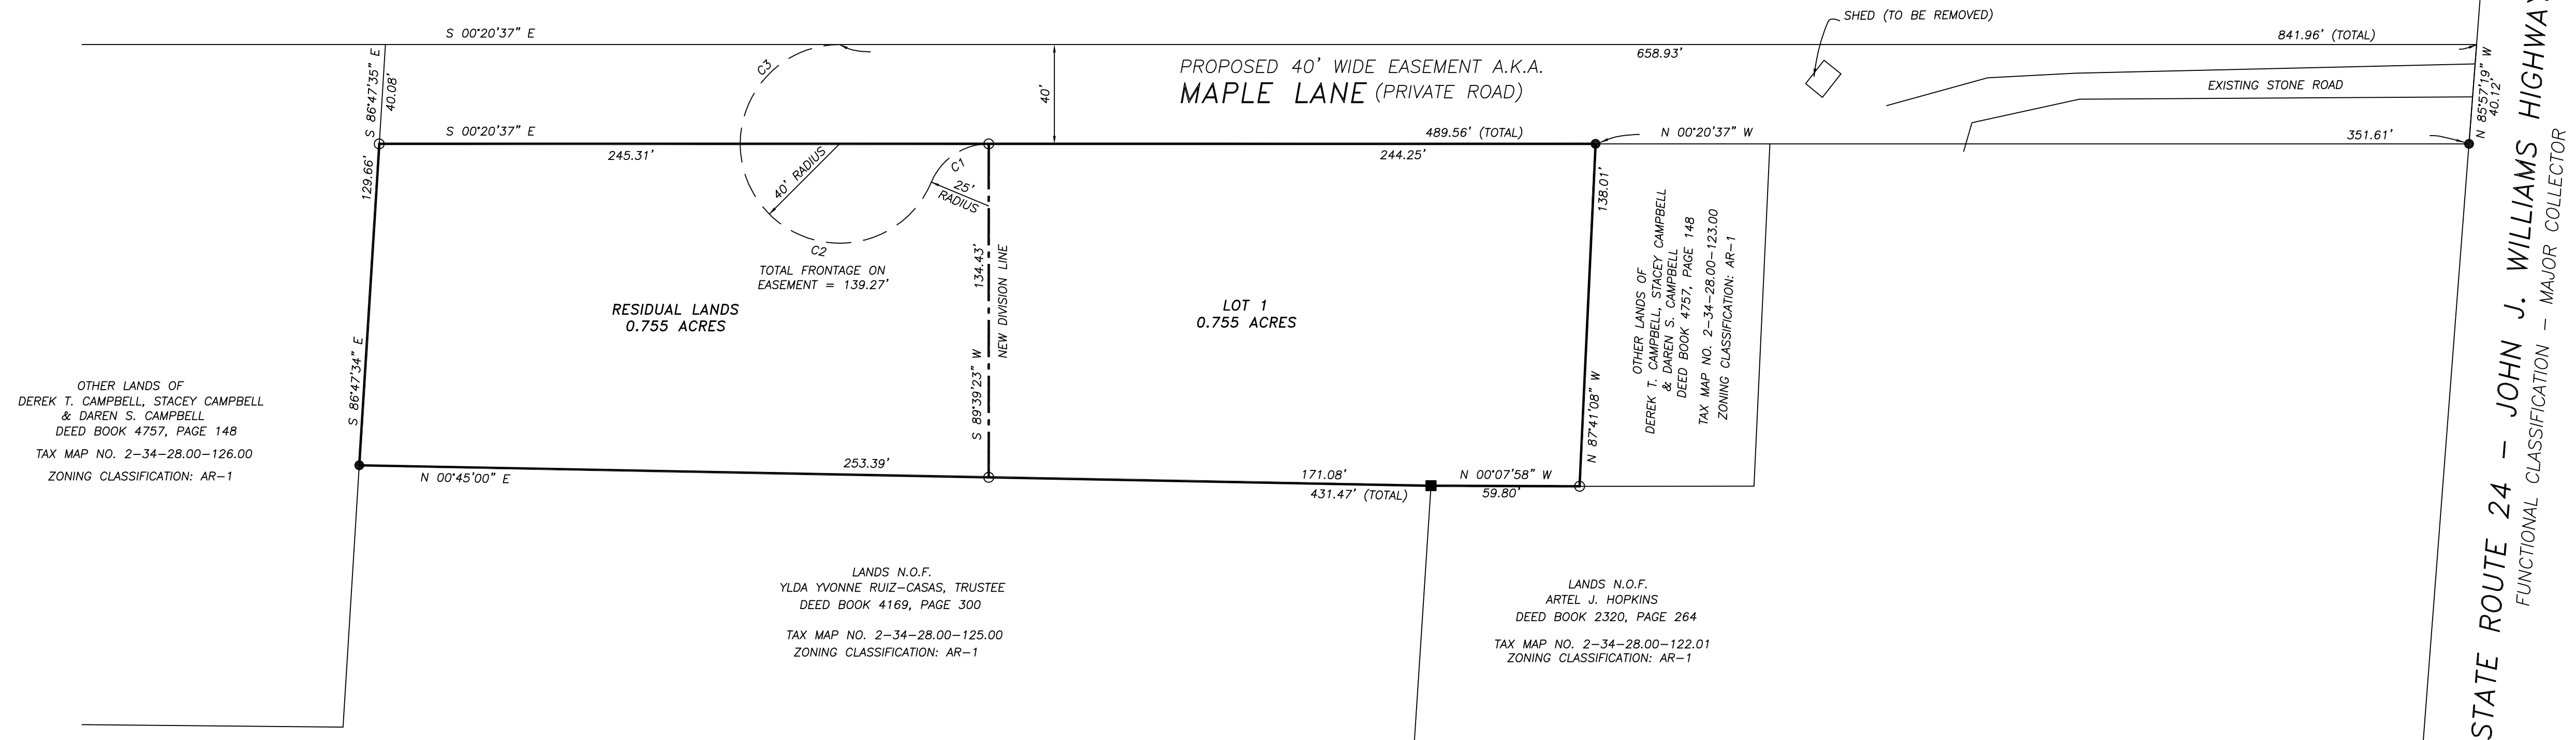 SHED (TO BE REMOVED)
S 00°20'37" E
841.96' (TOTAL)
658.93'
PROPOSED 40' WIDE EASEMENT A.K.A.
MAPLE LANE (PRIVATE ROAD)
40'
C3
S 86°47'35" E
40.08'
EXISTING STONE ROAD
N 85°57'19" W
40.12'
S 00°20'37" E
245.31'
489.56' (TOTAL)
244.25'
N 00°20'37" W
351.61'
129.66'
S 86°47'34" E
40' RADIUS
C1
25'
RADIUS
C2
TOTAL FRONTAGE ON
EASEMENT = 139.27'
134.43'
S 89°39'23" W
NEW DIVISION LINE
RESIDUAL LANDS
0.755 ACRES
LOT 1
0.755 ACRES
138.01'
N 87°41'08" W
OTHER LANDS OF
DEREK T. CAMPBELL, STACEY CAMPBELL
& DAREN S. CAMPBELL
DEED BOOK 4757, PAGE 148
TAX MAP NO. 2-34-28.00-123.00
ZONING CLASSIFICATION: AR-1
OTHER LANDS OF
DEREK T. CAMPBELL, STACEY CAMPBELL
& DAREN S. CAMPBELL
DEED BOOK 4757, PAGE 148
TAX MAP NO. 2-34-28.00-126.00
ZONING CLASSIFICATION: AR-1
N 00°45'00" E
253.39'
171.08'
431.47' (TOTAL)
N 00°07'58" W
59.80'
LANDS N.O.F.
YLDA YVONNE RUIZ-CASAS, TRUSTEE
DEED BOOK 4169, PAGE 300
TAX MAP NO. 2-34-28.00-125.00
ZONING CLASSIFICATION: AR-1
LANDS N.O.F.
ARTEL J. HOPKINS
DEED BOOK 2320, PAGE 264
TAX MAP NO. 2-34-28.00-122.01
ZONING CLASSIFICATION: AR-1
STATE ROUTE 24 - JOHN J. WILLIAMS HIGHWAY
FUNCTIONAL CLASSIFICATION - MAJOR COLLECTOR